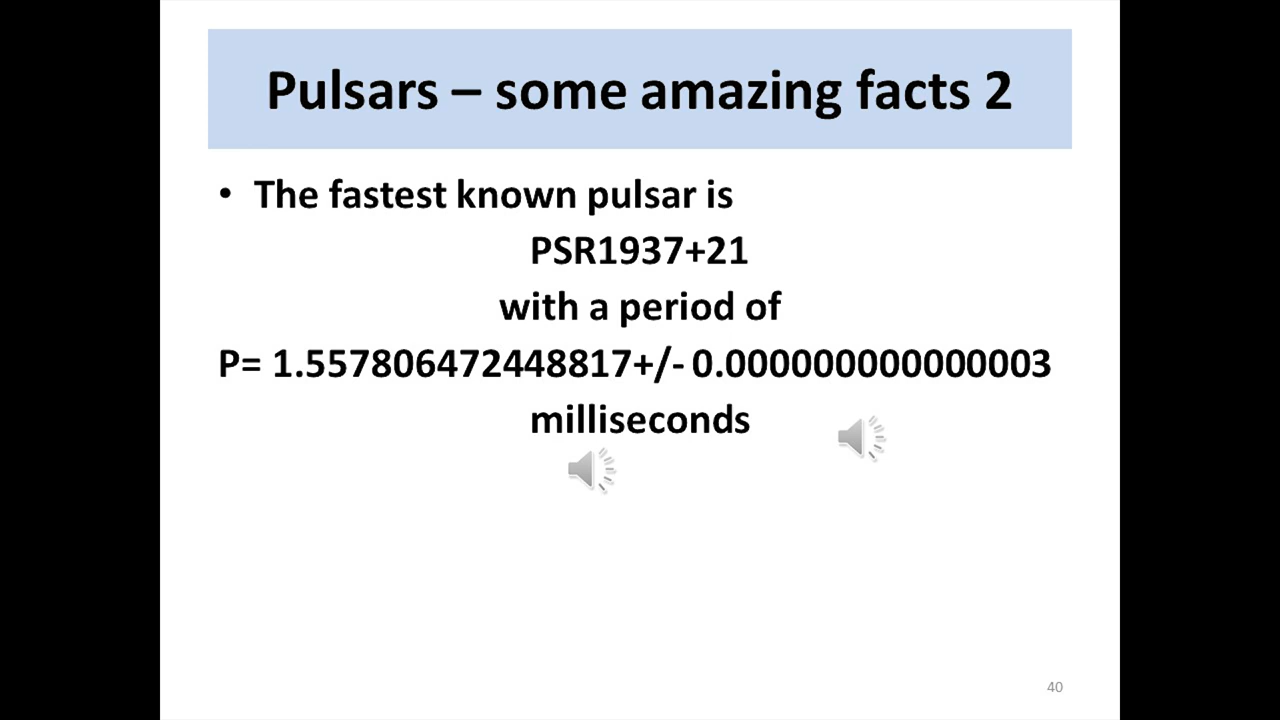 Pulsars – some amazing facts 2
• The fastest known pulsar is
PSR1937+21
with a period of
P= 1.557806472448817+/- 0.000000000000003
milliseconds
40